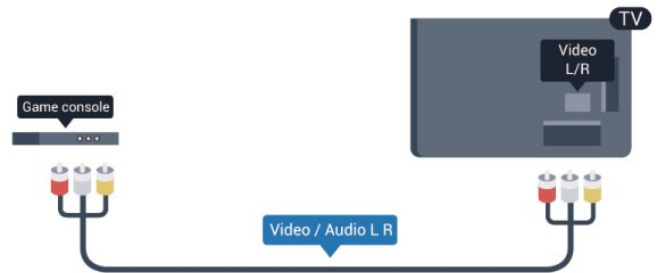 TV
Video
L/R
Game console
Video / Audio L R